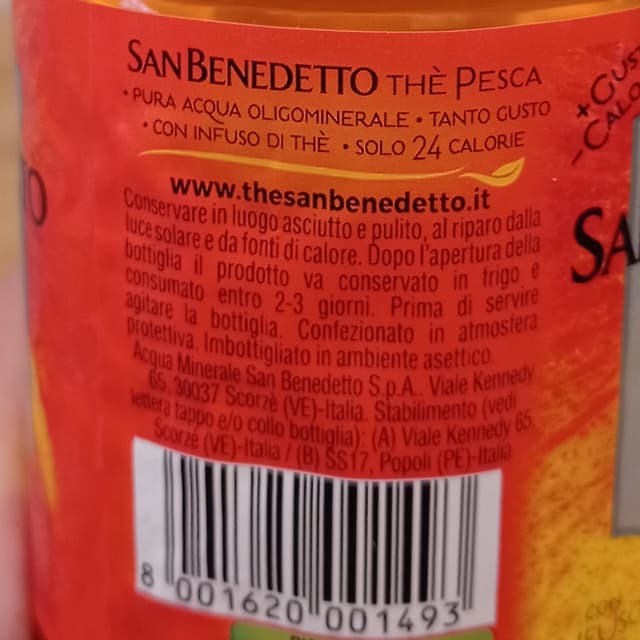 SAN BENEDETTO THÈ PESCA
• PURA ACQUA OLIGOMINERALE • TANTO GUSTO
• CON INFUSO DI THÈ • SOLO 24 CALORIE
www.thesanbenedetto.it
Conservare in luogo asciutto e pulito, al riparo dalla
luce solare e da fonti di calore. Dopo l'apertura della
bottiglia il prodotto va conservato in frigo e
consumato entro 2-3 giorni. Prima di servire
agitare la bottiglia. Confezionato in atmosfera
protettiva. Imbottigliato in ambiente asettico.
Acqua Minerale San Benedetto S.p.A.. Viale Kennedy
65, 30037 Scorzè (VE)-Italia. Stabilimento (vedi
lettera tappo e/o collo bottiglia): (A) Viale Kennedy 65,
Scorzè (VE)-Italia / (B) SS17, Popoli (PE)-Italia
8 001620 001493
+GUS
-CALO
SA
TO